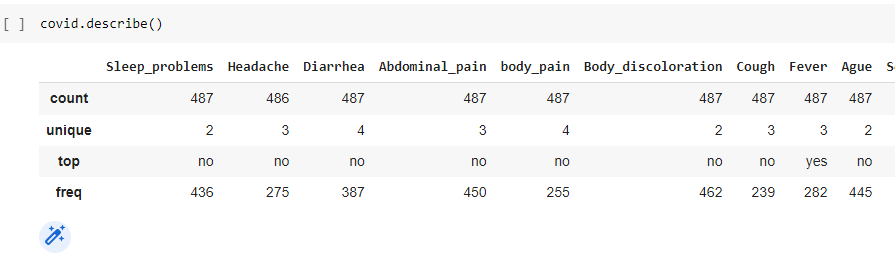 [ ] covid.describe()
Sleep_problems Headache Diarrhea Abdominal_pain body_pain Body_discoloration Cough Fever Ague
count 487 486 487 487 487 487 487 487 487
unique 2 3 4 3 4 2 3 3 2
top no no no no no no no yes no
freq 436 275 387 450 255 462 239 282 445